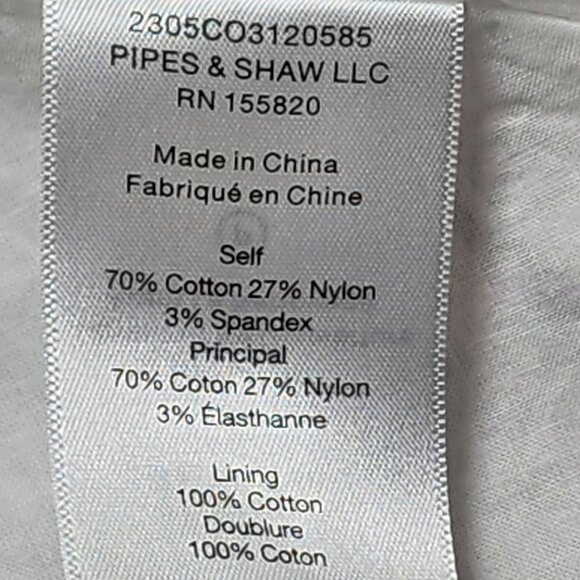 2305CO3120585
PIPES & SHAW LLC
RN 155820
Made in China
Fabriqué en Chine
Self
70% Cotton 27% Nylon
3% Spandex
Principal
70% Coton 27% Nylon
3% Élasthanne
Lining
100% Cotton
Doublure
100% Coton